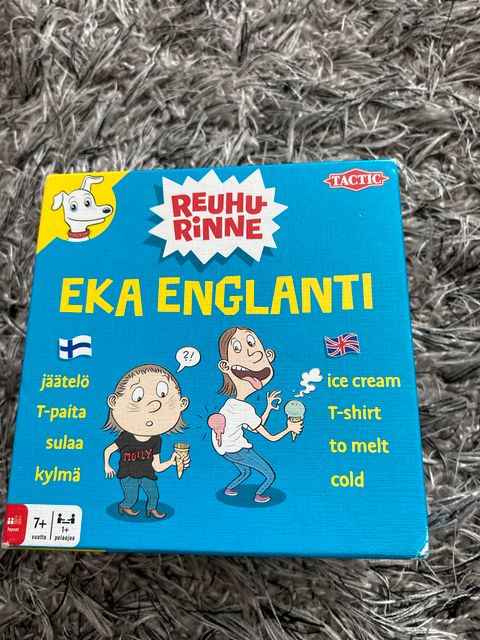 TACTIC
REUHU-
RINNE
EKA ENGLANTI
jäätelö
T-paita
sulaa
kylmä
?!
MOLLY
ice cream
T-shirt
to melt
cold
7+
vuotta
1+
pelaajaa